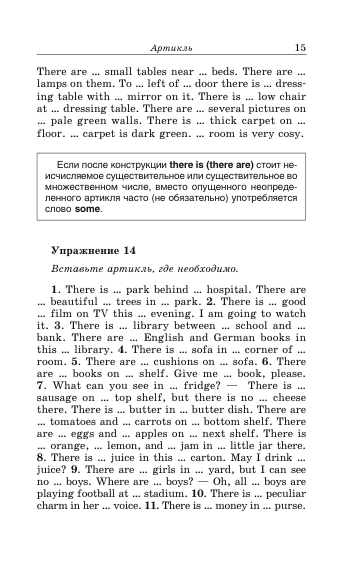 Артикль 15
There are ... small tables near ... beds. There are ...
lamps on them. To ... left of ... door there is ... dress-
ing table with ... mirror on it. There is ... low chair
at ... dressing table. There are ... several pictures on
... pale green walls. There is ... thick carpet on ...
floor. ... carpet is dark green. ... room is very cosy.
Если после конструкции there is (there are) стоит не-
исчисляемое существительное или существительное во
множественном числе, вместо опущенного неопреде-
ленного артикля часто (не обязательно) употребляется
слово some.
Упражнение 14
Вставьте артикль, где необходимо.
1. There is ... park behind ... hospital. There are
... beautiful ... trees in ... park. 2. There is ... good
... film on TV this ... evening. I am going to watch
it. 3. There is ... library between ... school and ...
bank. There are ... English and German books in
this ... library. 4. There is ... sofa in ... corner of ...
room. 5. There are ... cushions on ... sofa. 6. There
are ... books on ... shelf. Give me ... book, please.
7. What can you see in ... fridge? — There is ...
sausage on ... top shelf, but there is no ... cheese
there. There is ... butter in ... butter dish. There are
... tomatoes and ... carrots on ... bottom shelf. There
are ... eggs and ... apples on ... next shelf. There is
... orange, ... lemon, and ... jam in ... little jar there.
8. There is ... juice in this ... carton. May I drink ...
juice? 9. There are ... girls in ... yard, but I can see
no ... boys. Where are ... boys? — Oh, all ... boys are
playing football at ... stadium. 10. There is ... peculiar
charm in her ... voice. 11. There is ... money in ... purse.